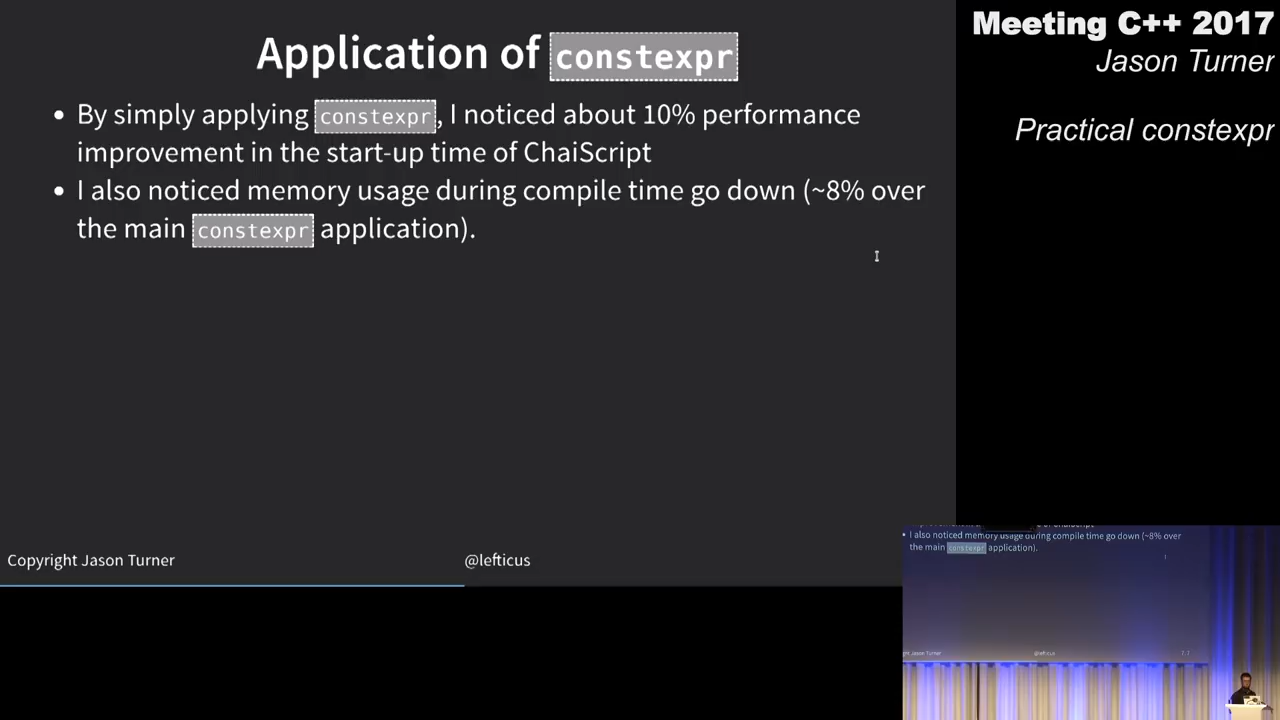 Application of constexpr
• By simply applying constexpr, I noticed about 10% performance
improvement in the start-up time of ChaiScript
• I also noticed memory usage during compile time go down (~8% over
the main constexpr application).
Copyright Jason Turner
@lefticus
Meeting C++ 2017
Jason Turner
Practical constexpr
• I also noticed memory usage during compile time go down (~8% over
the main constexpr application).
Jason Turner
@lefticus